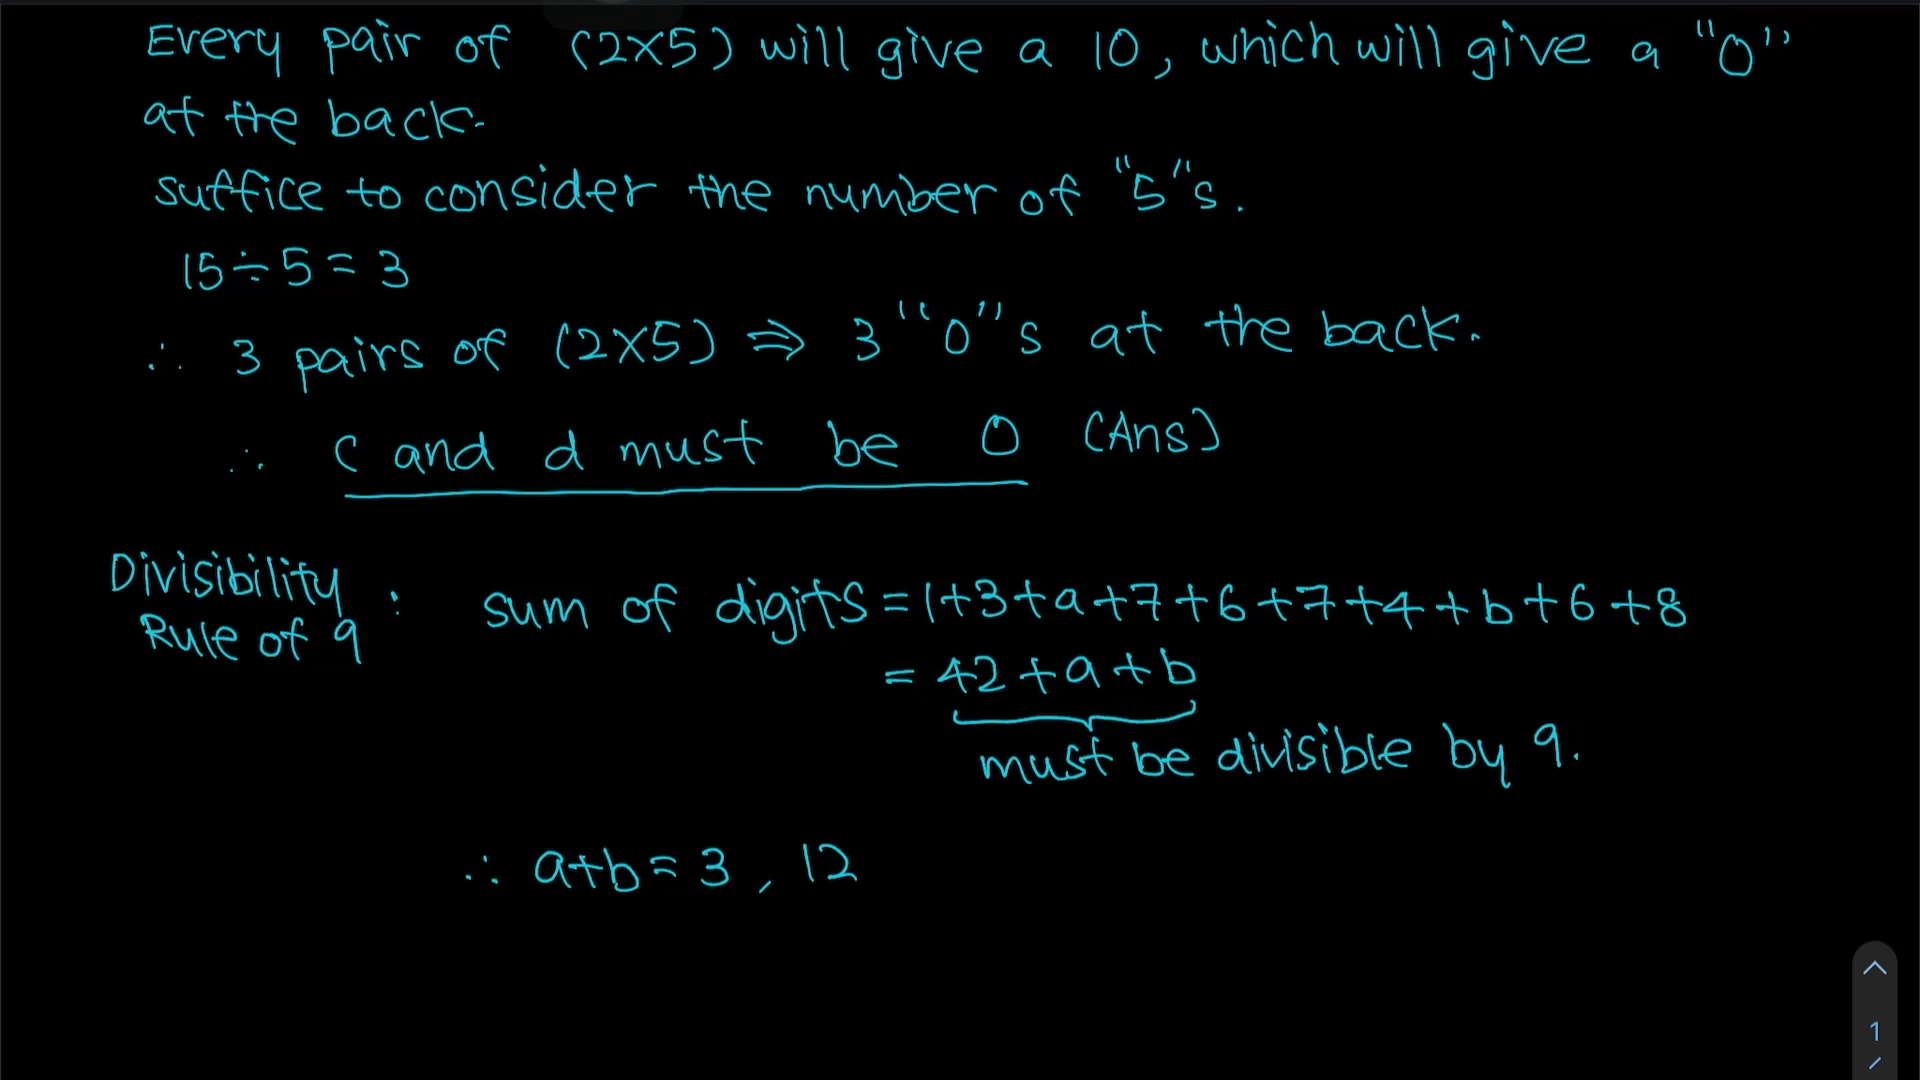 Every pair of (2×5) will give a 10, which will give a "0"
at the back.
suffice to consider the number of "5"s.
15÷5=3
∴ 3 pairs of (2×5) ⇒ 3 "0"s at the back.
∴ c and d must be 0 (Ans)
Divisibility
Rule of 9 : sum of digits = 1+3+a+7+6+7+4+b+6+8
= 42+a+b
must be divisible by 9.
∴ a+b = 3, 12
1